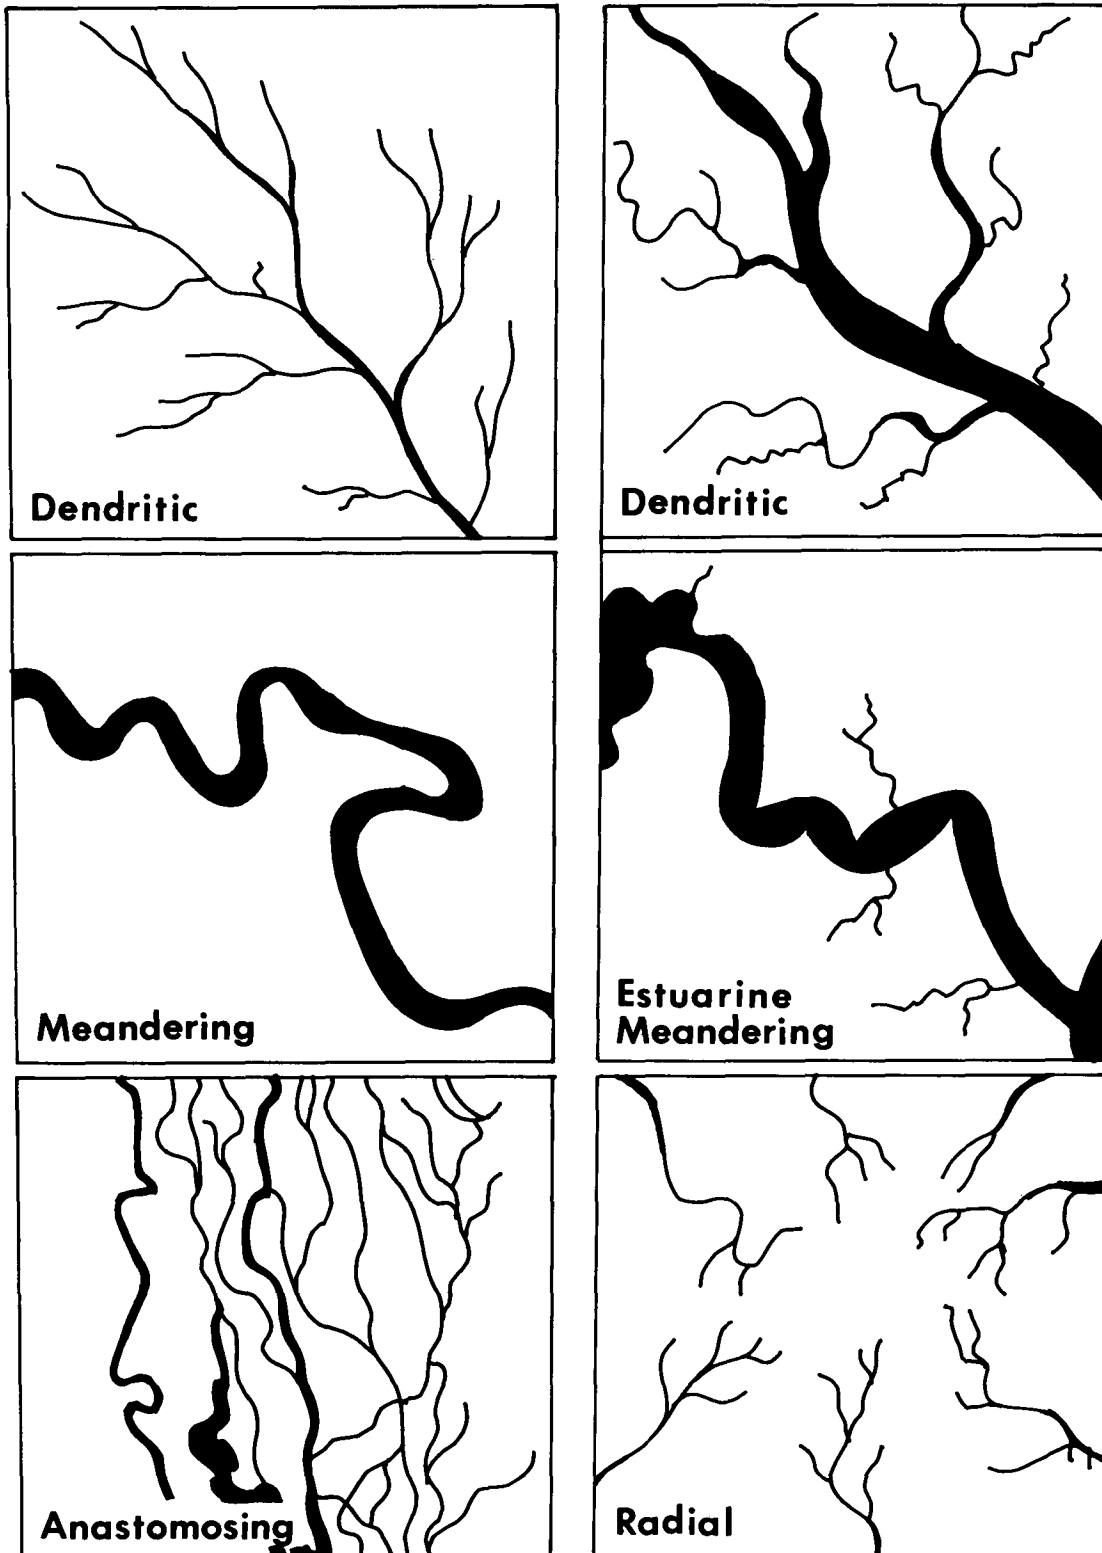 Dendritic
Dendritic
Meandering
Estuarine
Meandering
Anastomosing
Radial